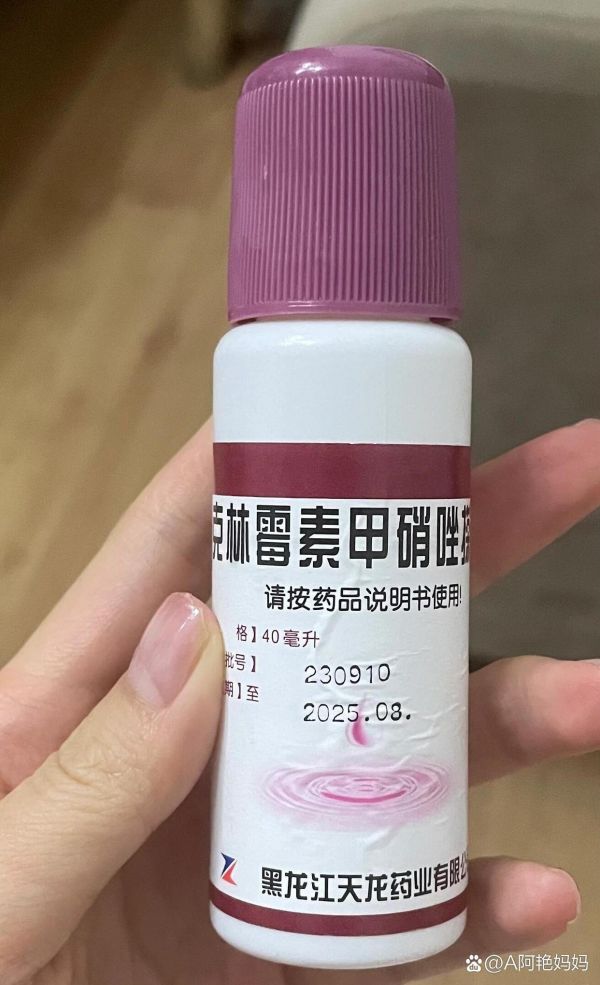 克林霉素甲硝唑搽
请按药品说明书使用!
格】40毫升
批号】 230910
期】至 2025.08.
黑龙江天龙药业有限公
@A阿艳妈妈